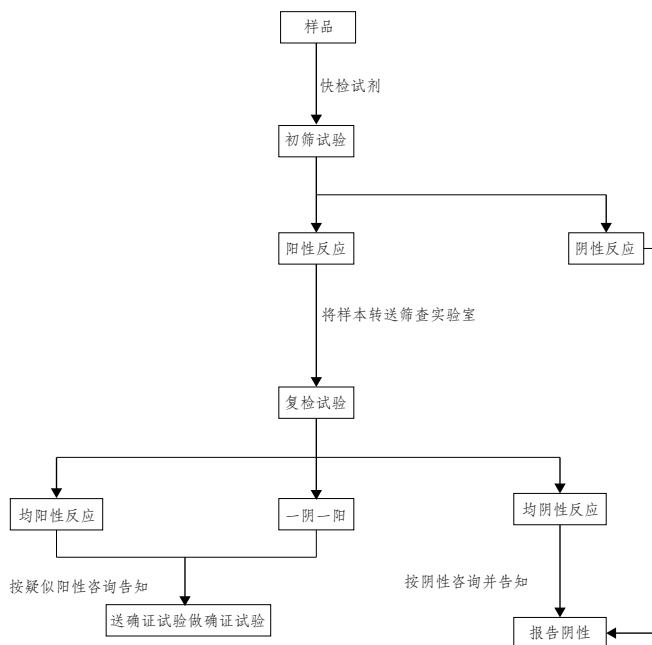 样品
快检试剂
初筛试验
阳性反应
阴性反应
将样本转送筛查实验室
复检试验
均阳性反应
一阴一阳
均阴性反应
按疑似阳性咨询告知
按阴性咨询并告知
送确证试验做确证试验
报告阴性